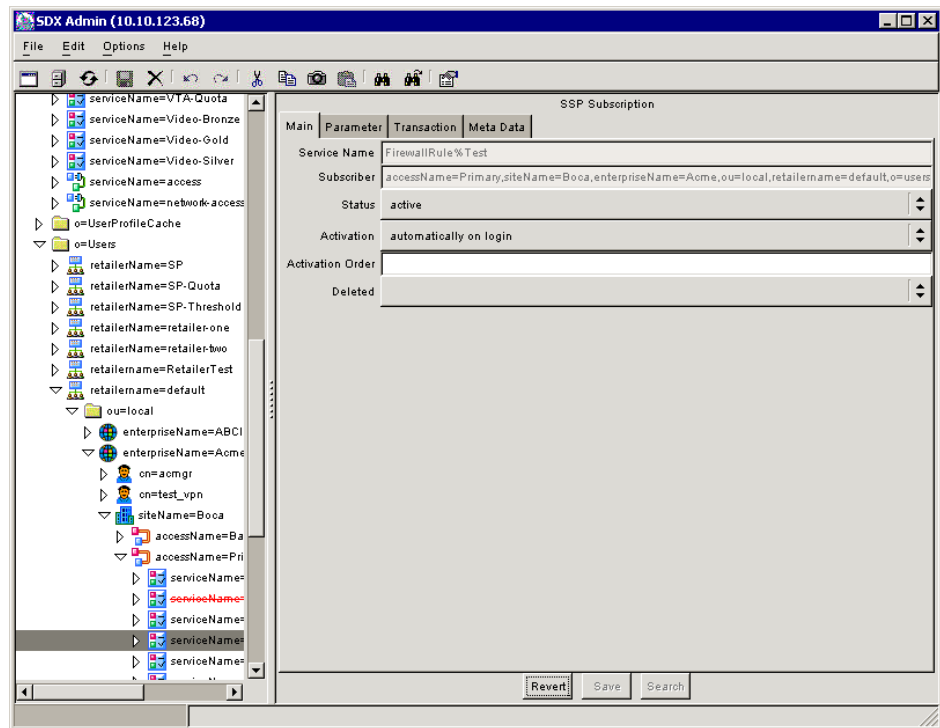 SDX Admin (10.10.123.68)
File Edit Options Help
serviceName=VTA-Quota
serviceName=Video-Bronze
serviceName=Video-Gold
serviceName=Video-Silver
serviceName=access
serviceName=network-access
o=UserProfileCache
o=Users
retailerName=SP
retailerName=SP-Quota
retailerName=SP-Threshold
retailerName=retailer-one
retailerName=retailer-two
retailername=RetailerTest
retailername=default
ou=local
enterpriseName=ABCI
enterpriseName=Acme
cn=acmgr
cn=test_vpn
siteName=Boca
accessName=Ba
accessName=Pri
serviceName=
serviceName=
serviceName=
serviceName=
serviceName=
SSP Subscription
Main Parameter Transaction Meta Data
Service Name FirewallRule%Test
Subscriber accessName=Primary,siteName=Boca,enterpriseName=Acme,ou=local,retailername=default,o=users
Status active
Activation automatically on login
Activation Order
Deleted
Revert Save Search